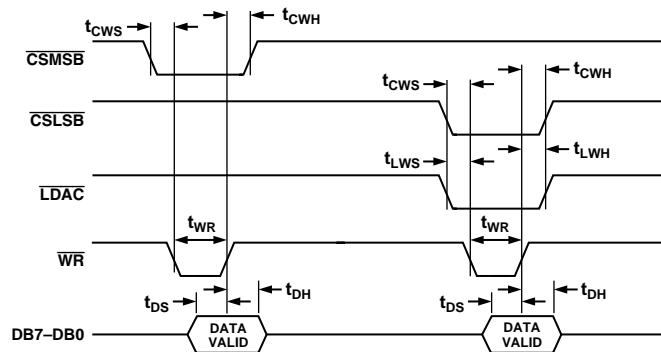 tCWS
tCWH
CSMSB
tCWS
tCWH
CSLSB
tLWS
tLWH
LDAC
tWR
tWR
WR
tDS
tDH
tDS
tDH
DB7–DB0
DATA
VALID
DATA
VALID